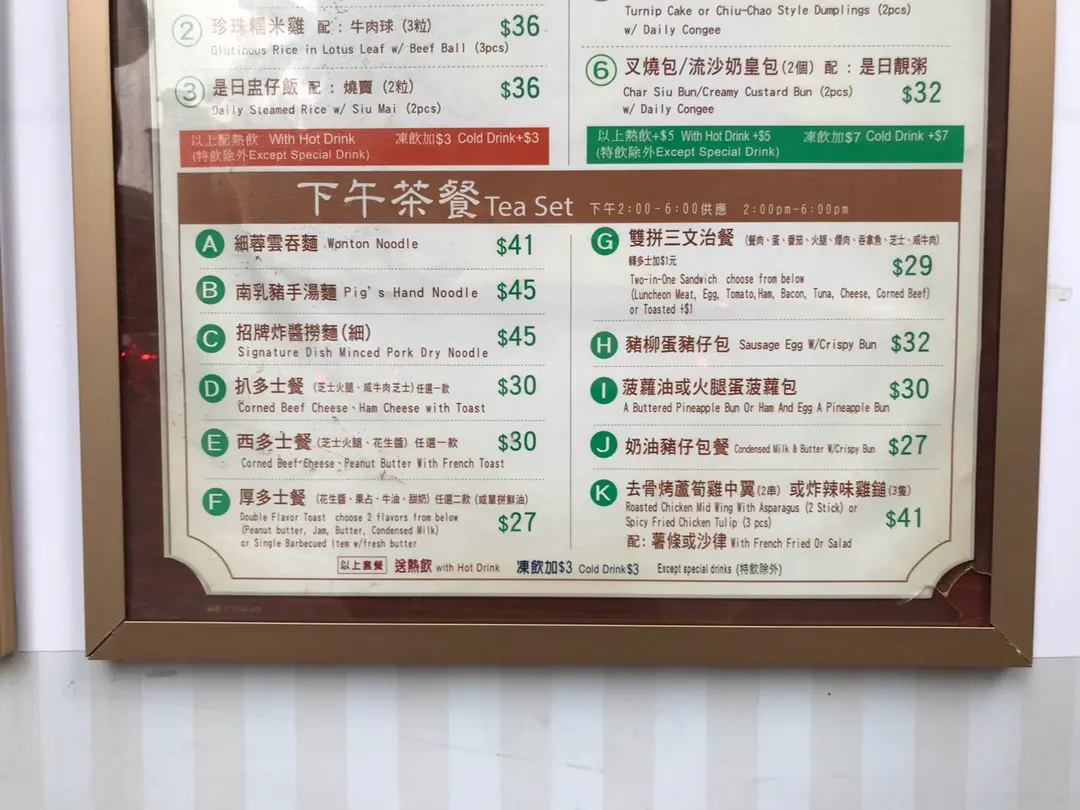 ② 珍珠糯米雞 配：牛肉球 (3粒) $36
Glutinous Rice in Lotus Leaf w/ Beef Ball (3pcs)
③ 是日盅仔飯 配：燒賣 (2粒) $36
Daily Steamed Rice w/ Siu Mai (2pcs)
以上配熱飲 With Hot Drink 凍飲加$3 Cold Drink+$3
(特飲除外Except Special Drink)
Turnip Cake or Chiu-Chao Style Dumplings (2pcs)
w/ Daily Congee
⑥ 叉燒包/流沙奶皇包(2個) 配：是日靚粥
Char Siu Bun/Creamy Custard Bun (2pcs) $32
w/ Daily Congee
以上熱飲+$5 With Hot Drink +$5 凍飲加$7 Cold Drink +$7
(特飲除外Except Special Drink)
下午茶餐 Tea Set 下午2:00-6:00供應 2:00pm-6:00pm
A 細蓉雲吞麵 Wonton Noodle $41
B 南乳豬手湯麵 Pig's Hand Noodle $45
C 招牌炸醬撈麵(細) $45
Signature Dish Minced Pork Dry Noodle
D 扒多士餐 (芝士火腿、咸牛肉芝士)任選一款 $30
Corned Beef Cheese、Ham Cheese with Toast
E 西多士餐 (芝士火腿、花生醬) 任選一款 $30
Corned Beef Cheese、Peanut Butter With French Toast
F 厚多士餐 (花生醬、果占、牛油、甜奶) 任選二款 (或單拼鮮油)
Double Flavor Toast choose 2 flavors from below $27
(Peanut butter, Jam, Butter, Condensed Milk)
or Single Barbecued Item w/fresh butter
G 雙拼三文治餐 (餐肉、蛋、番茄、火腿、煙肉、吞拿魚、芝士、咸牛肉)
轉多士加$1元 $29
Two-in-One Sandwich choose from below
(Luncheon Meat, Egg, Tomato,Ham, Bacon, Tuna, Cheese, Corned Beef)
or Toasted +$1
H 豬柳蛋豬仔包 Sausage Egg W/Crispy Bun $32
I 菠蘿油或火腿蛋菠蘿包 $30
A Buttered Pineapple Bun Or Ham And Egg A Pineapple Bun
J 奶油豬仔包餐 Condensed Milk & Butter W/Crispy Bun $27
K 去骨烤蘆筍雞中翼(2串) 或炸辣味雞鎚(3隻)
Roasted Chicken Mid Wing With Asparagus (2 Stick) or $41
Spicy Fried Chicken Tulip (3 pcs)
配：薯條或沙律 With French Fried Or Salad
以上套餐 送熱飲 with Hot Drink 凍飲加$3 Cold Drink$3 Except special drinks (特飲除外)